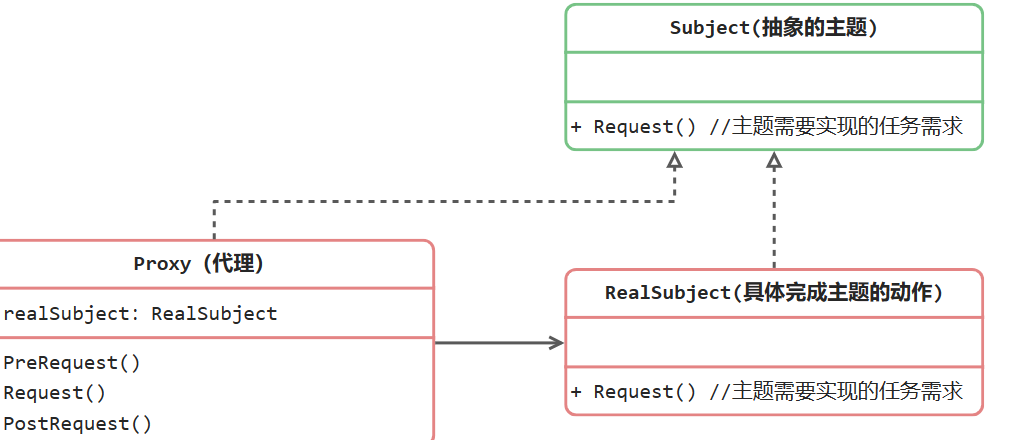 Subject(抽象的主题)
+ Request() //主题需要实现的任务需求
Proxy (代理)
realSubject: RealSubject
PreRequest()
Request()
PostRequest()
RealSubject(具体完成主题的动作)
+ Request() //主题需要实现的任务需求